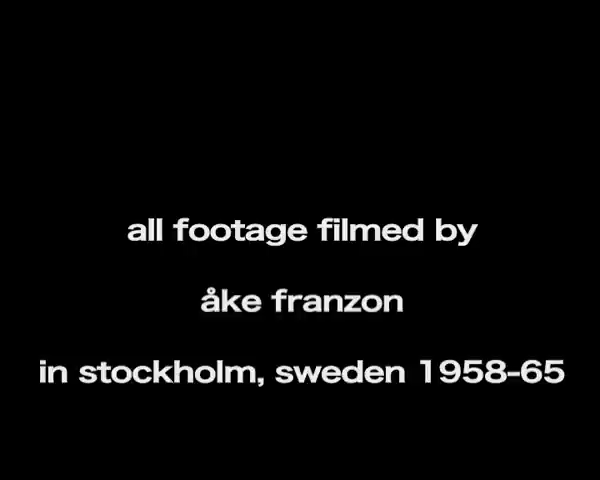 all footage filmed by
åke franzon
in stockholm, sweden 1958-65